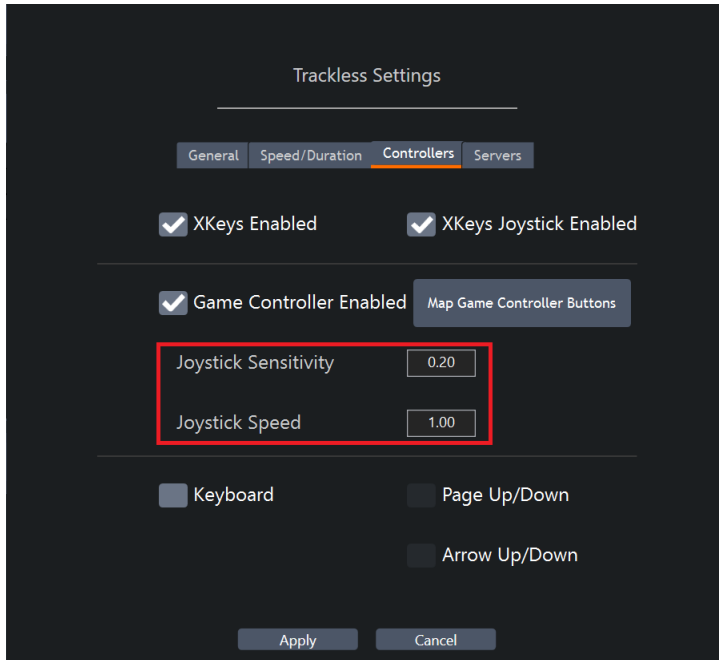 Trackless Settings
General Speed/Duration Controllers Servers
XKeys Enabled XKeys Joystick Enabled
Game Controller Enabled Map Game Controller Buttons
Joystick Sensitivity 0.20
Joystick Speed 1.00
Keyboard Page Up/Down
Arrow Up/Down
Apply Cancel